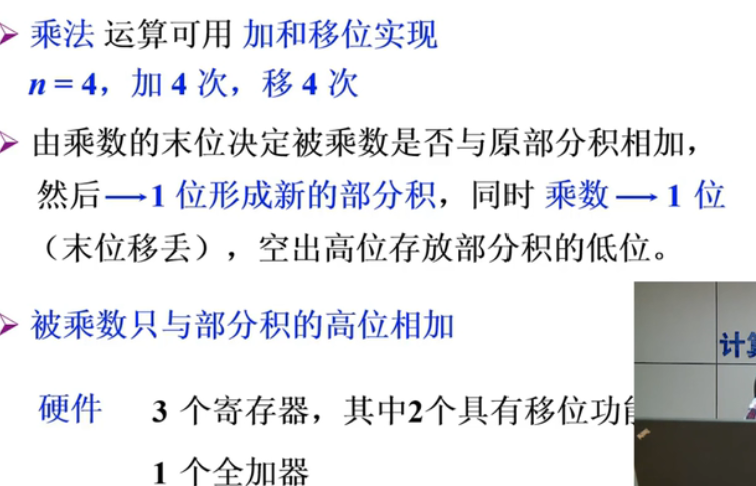 乘法 运算可用 加和移位实现
n = 4，加 4 次，移 4 次
由乘数的末位决定被乘数是否与原部分积相加，
然后 → 1 位形成新的部分积，同时 乘数 → 1 位
（末位移丢），空出高位存放部分积的低位。
被乘数只与部分积的高位相加
硬件 3 个寄存器，其中2个具有移位功
1 个全加器
计